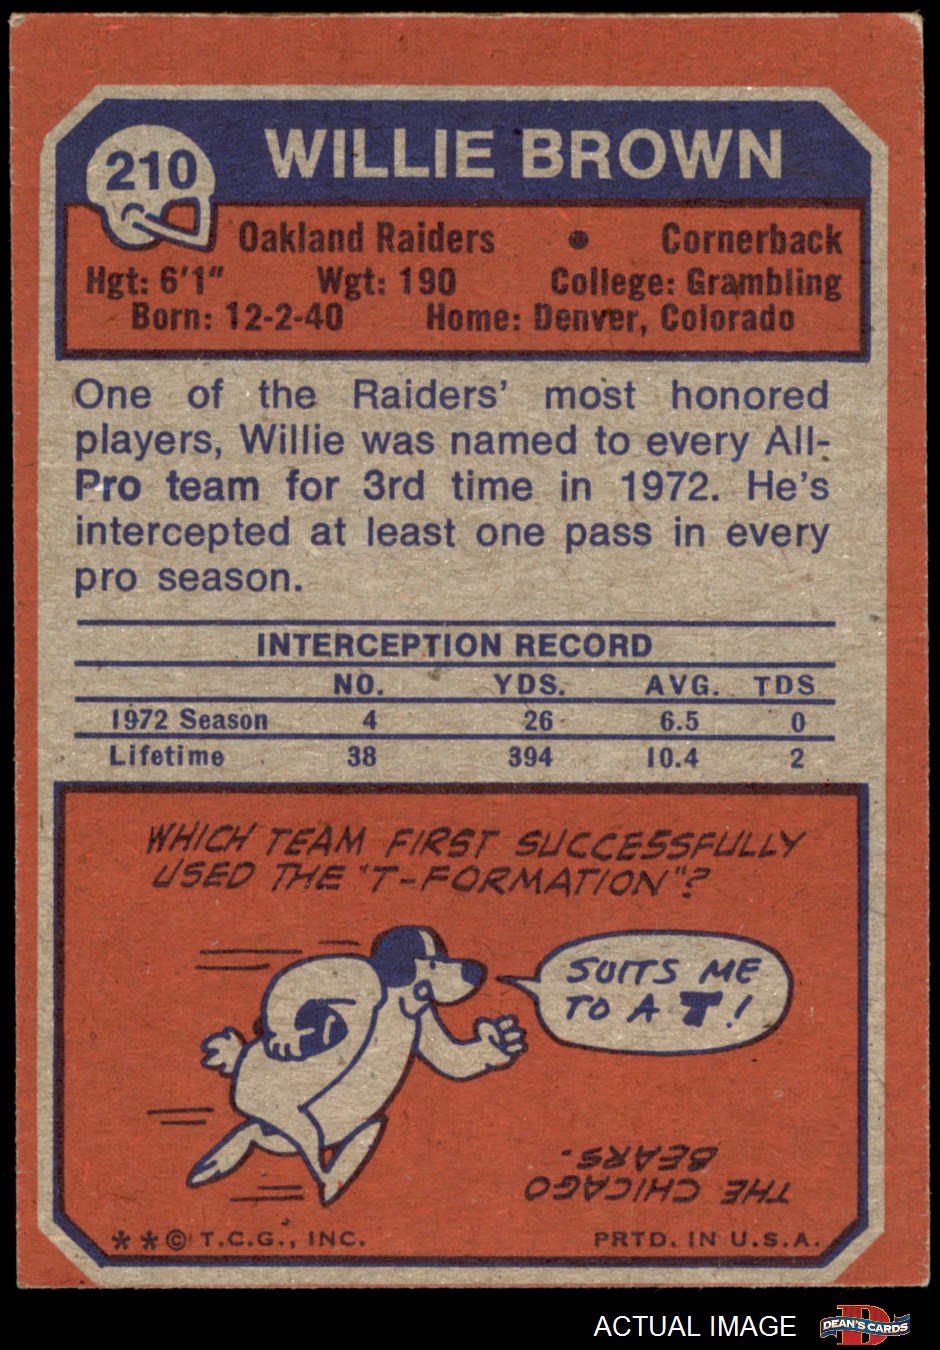 210
WILLIE BROWN
Oakland Raiders • Cornerback
Hgt: 6'1" Wgt: 190 College: Grambling
Born: 12-2-40 Home: Denver, Colorado
One of the Raiders' most honored
players, Willie was named to every All-
Pro team for 3rd time in 1972. He's
intercepted at least one pass in every
pro season.
INTERCEPTION RECORD
NO. YDS. AVG. TDS
1972 Season 4 26 6.5 0
Lifetime 38 394 10.4 2
WHICH TEAM FIRST SUCCESSFULLY
USED THE "T-FORMATION"?
SUITS ME
TO A T!
THE CHICAGO
BEARS.
**© T.C.G., INC. PRTD. IN U.S.A.
ACTUAL IMAGE
D
DEAN'S CARDS